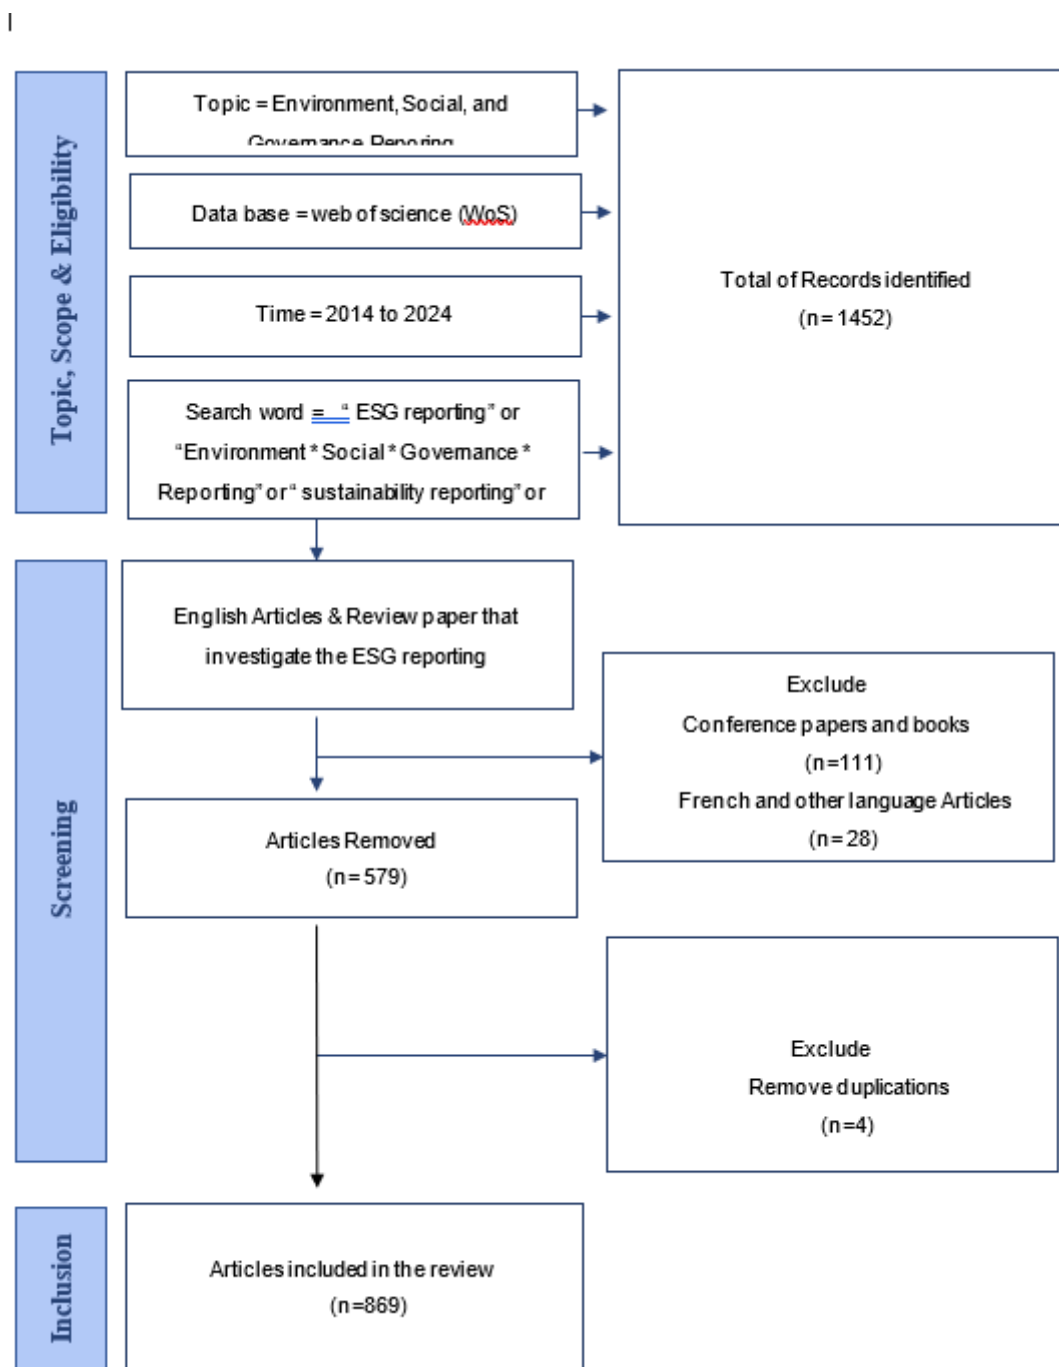 Topic, Scope & Eligibility
Topic = Environment, Social, and
Governance Reporing
Data base = web of science (WoS)
Time = 2014 to 2024
Search word = “ ESG reporting” or
“Environment * Social * Governance *
Reporting” or “ sustainability reporting” or
Total of Records identified
(n = 1452)
Screening
English Articles & Review paper that
investigate the ESG reporting
Exclude
Conference papers and books
(n=111)
French and other language Articles
(n = 28)
Articles Removed
(n = 579)
Exclude
Remove duplications
(n=4)
Inclusion
Articles included in the review
(n=869)